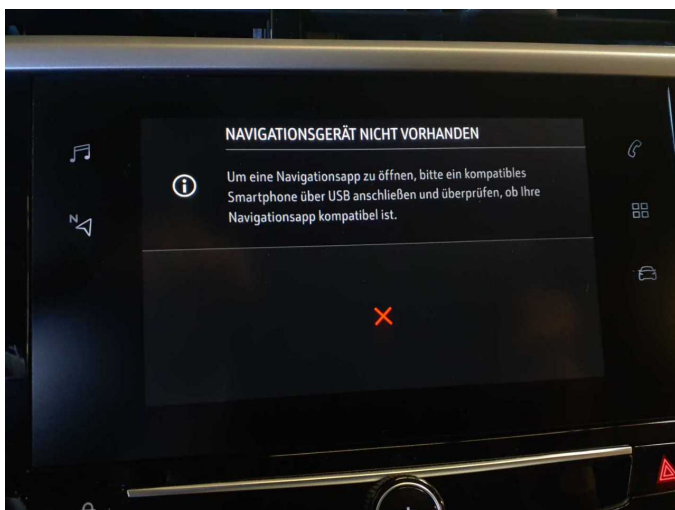 NAVIGATIONSGERÄT NICHT VORHANDEN
Um eine Navigationsapp zu öffnen, bitte ein kompatibles
Smartphone über USB anschließen und überprüfen, ob Ihre
Navigationsapp kompatibel ist.
N